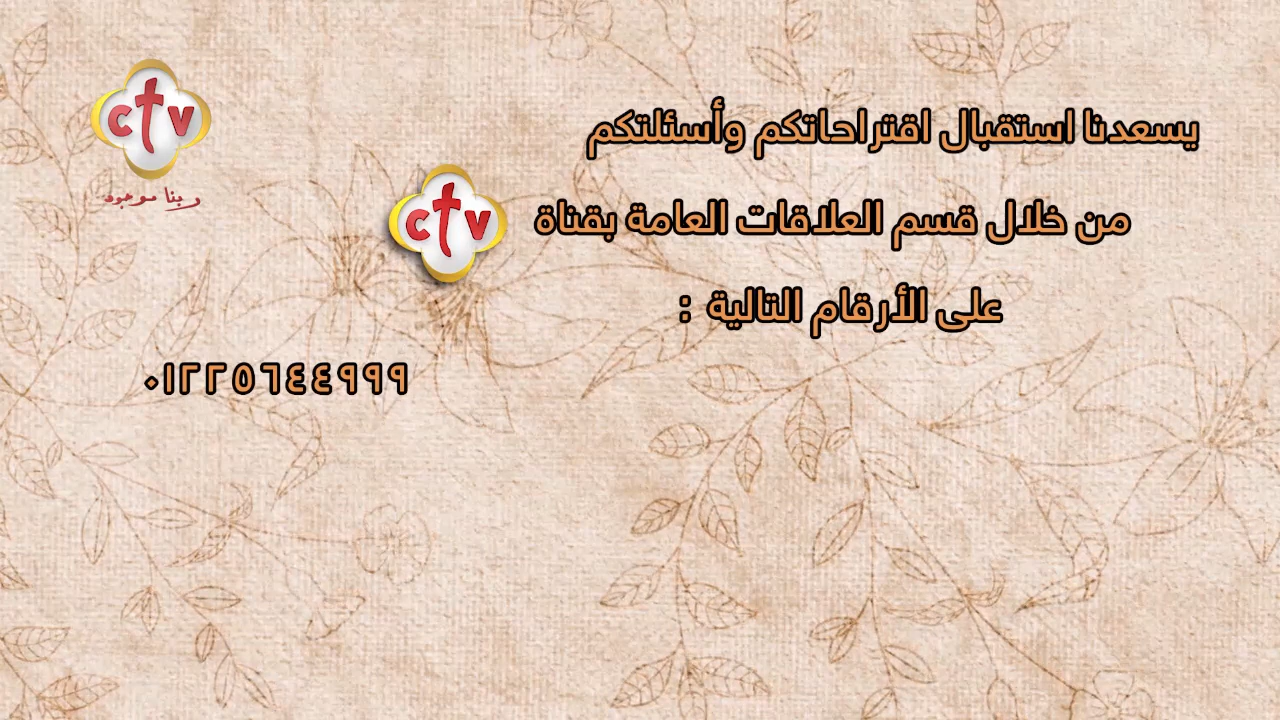 ctv
ربنا موجود
يسعدنا استقبال اقتراحاتكم وأسئلتكم
من خلال قسم العلاقات العامة بقناة ctv
على الأرقام التالية :
٠١٢٢٥٦٤٤٩٩٩